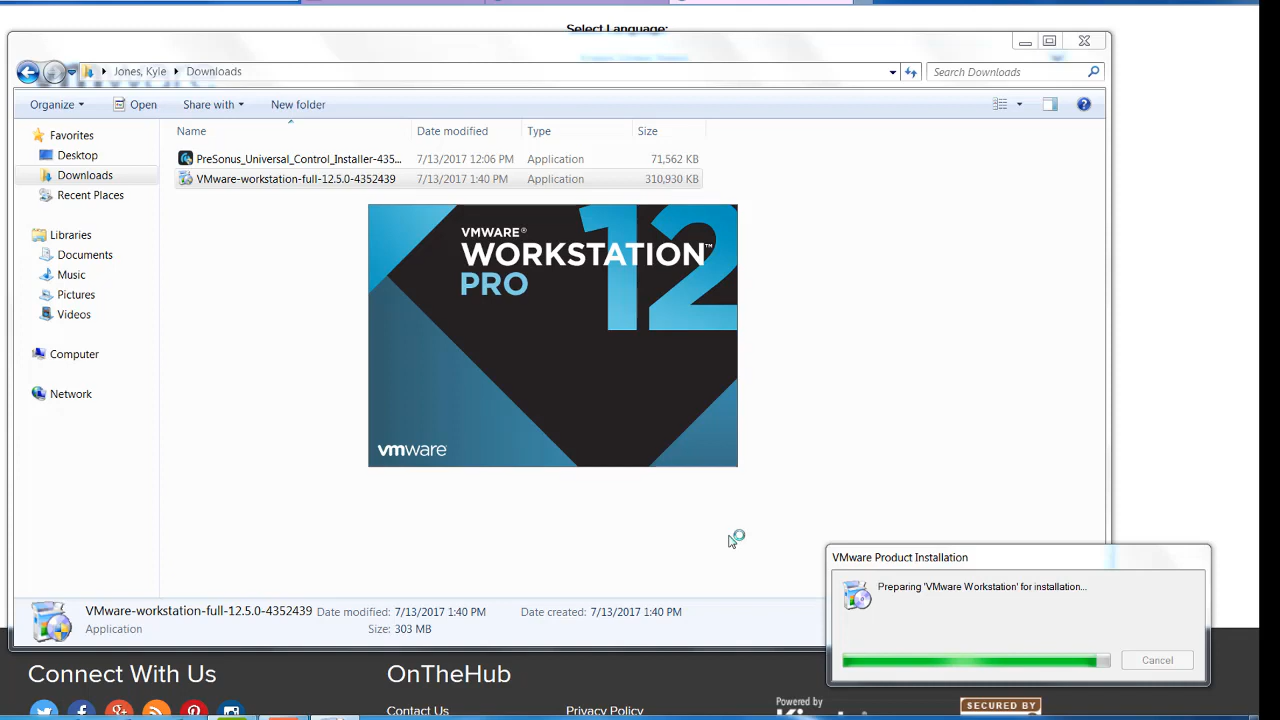 Select Language:
Jones, Kyle
Downloads
Search Downloads
Organize
Open
Share with
New folder
Favorites
Desktop
Downloads
Recent Places
Libraries
Documents
Music
Pictures
Videos
Computer
Network
Name
Date modified
Type
Size
PreSonus_Universal_Control_Installer-435...
7/13/2017 12:06 PM
Application
71,562 KB
VMware-workstation-full-12.5.0-4352439
7/13/2017 1:40 PM
Application
310,930 KB
VMWARE®
WORKSTATION™
PRO
12
vmware
VMware Product Installation
Preparing 'VMware Workstation' for installation...
Cancel
VMware-workstation-full-12.5.0-4352439
Date modified: 7/13/2017 1:40 PM
Date created: 7/13/2017 1:40 PM
Application
Size: 303 MB
Connect With Us
OnTheHub
Contact Us
Privacy Policy
Powered by
SECURED BY